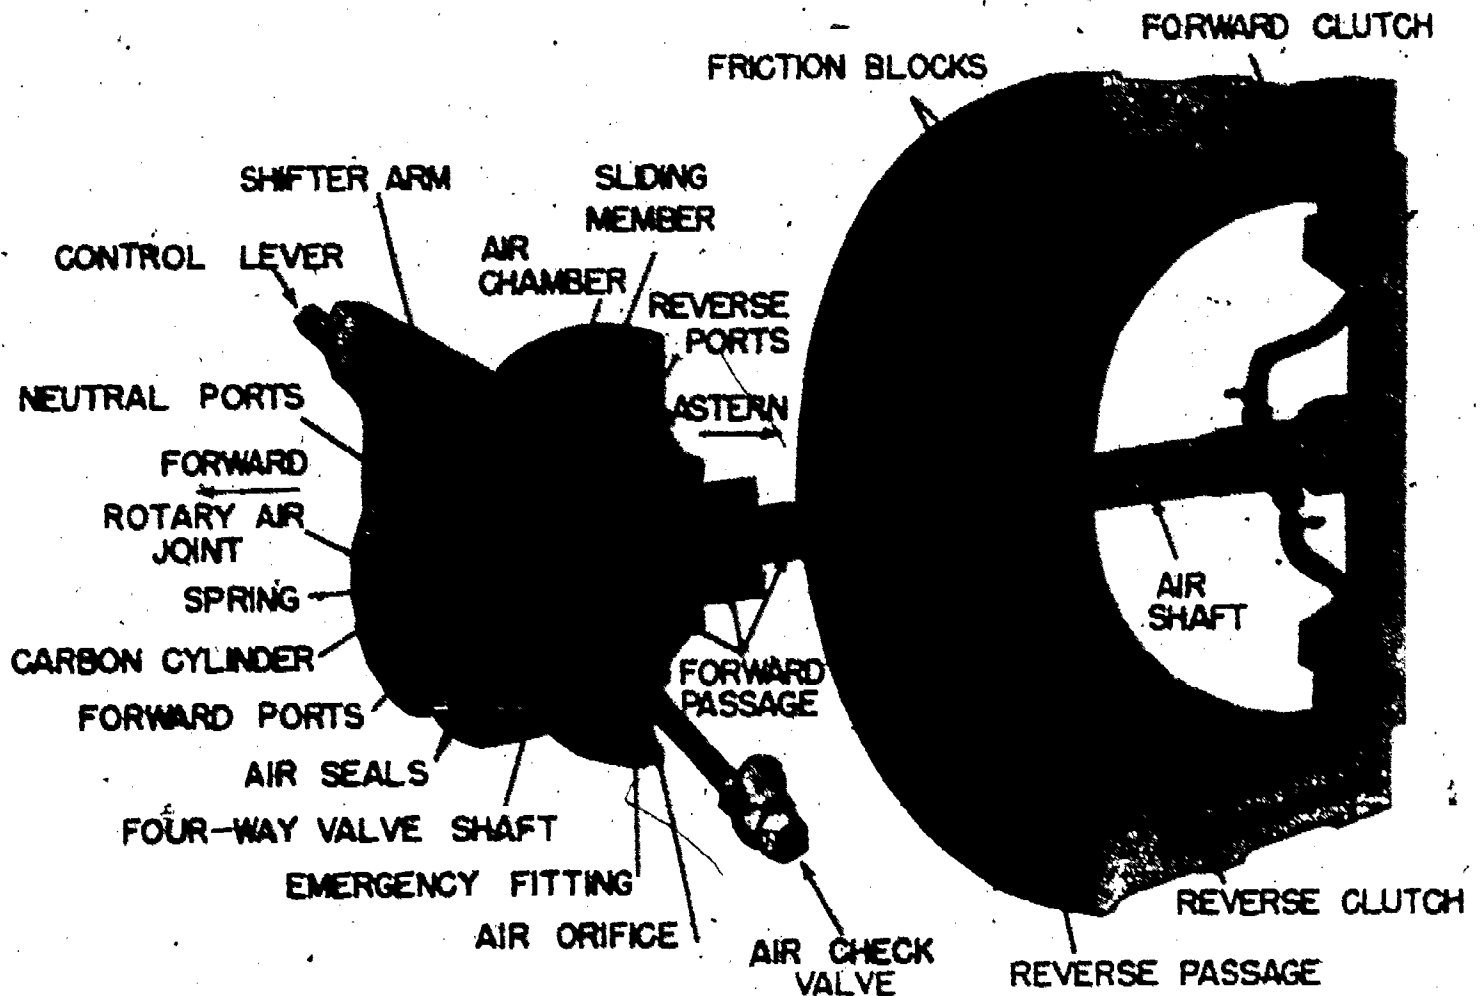 FORWARD CLUTCH
FRICTION BLOCKS
SHIFTER ARM
SLIDING
MEMBER
CONTROL LEVER
AIR
CHAMBER
REVERSE
PORTS
NEUTRAL PORTS
ASTERN
FORWARD
ROTARY AIR
JOINT
SPRING
AIR
SHAFT
CARBON CYLINDER
FORWARD
PASSAGE
FORWARD PORTS
AIR SEALS
FOUR-WAY VALVE SHAFT
EMERGENCY FITTING
REVERSE CLUTCH
AIR ORIFICE
AIR CHECK
VALVE
REVERSE PASSAGE